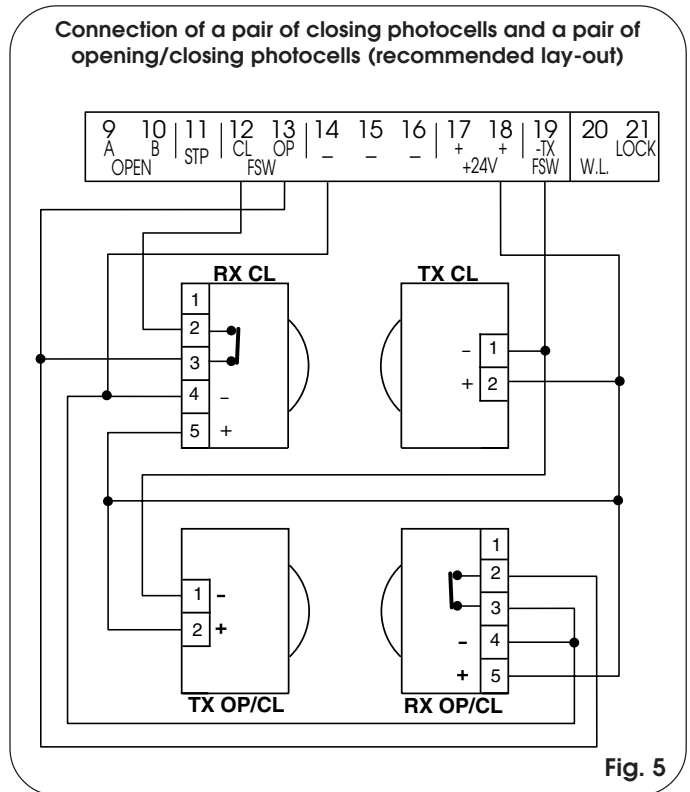 Connection of a pair of closing photocells and a pair of
opening/closing photocells (recommended lay-out)
9 10 11 12 13 14 15 16 17 18 19 20 21
A B STP CL OP _ _ _ + + -TX LOCK
OPEN FSW +24V FSW W.L.
RX CL TX CL
1
2
3
4 –
5 +
– 1
+ 2
1 -
2 +
1
2
3
- 4
+ 5
TX OP/CL RX OP/CL
Fig. 5